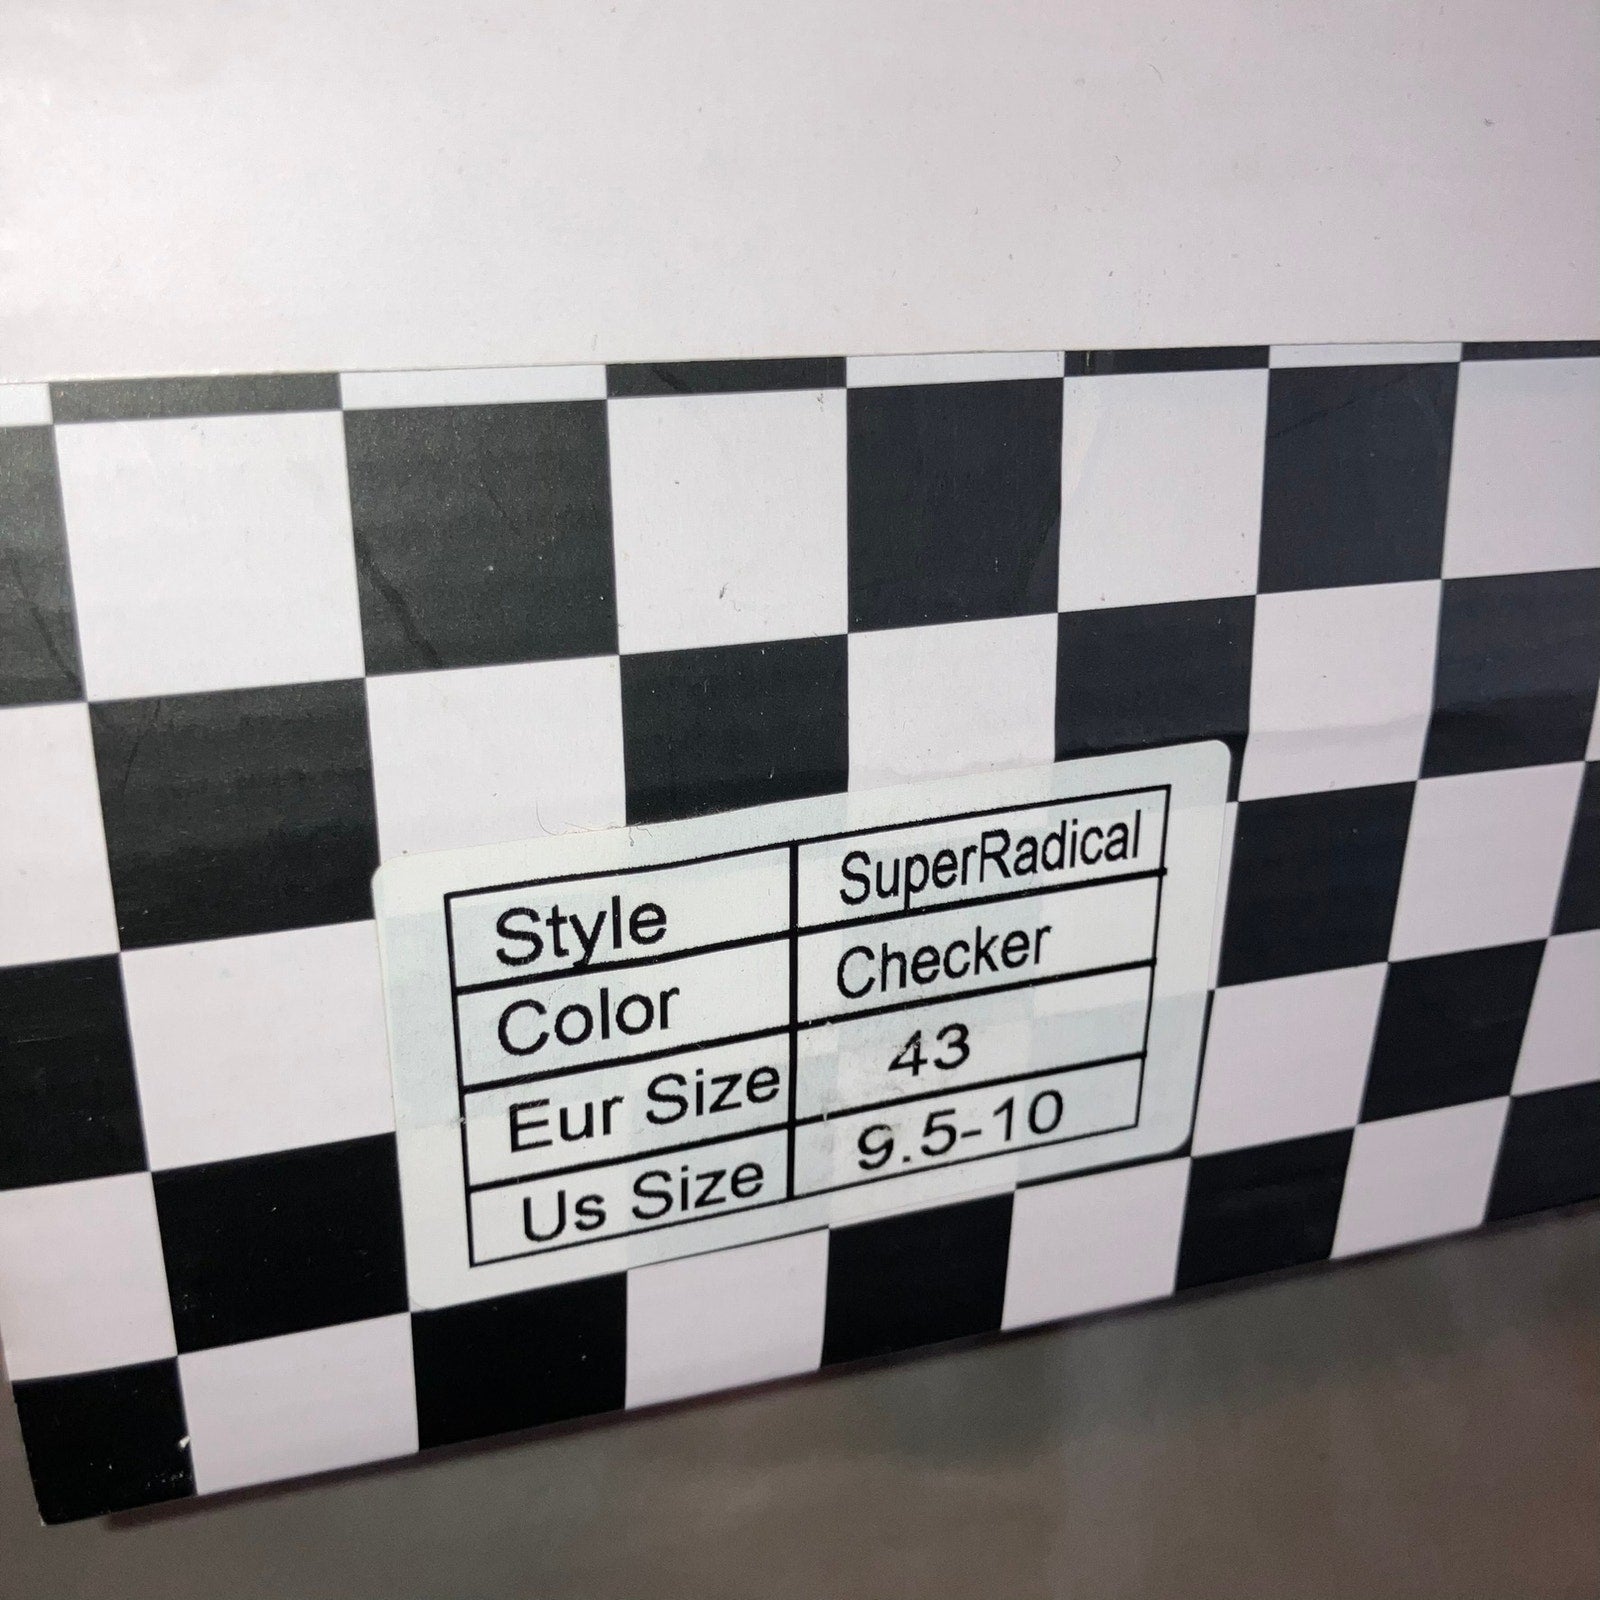 Style SuperRadical
Color Checker
Eur Size 43
Us Size 9.5-10